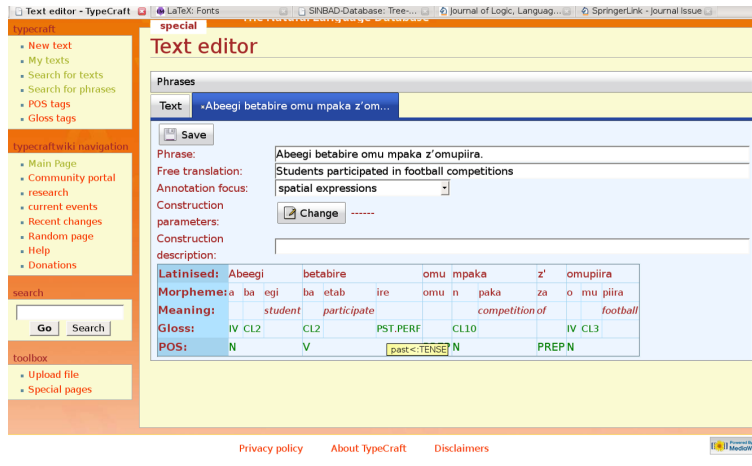 Text editor - TypeCraft LaTeX: Fonts SINBAD-Database: Tree-... Journal of Logic, Languag... SpringerLink - Journal Issue
typecraft
New text
My texts
Search for texts
Search for phrases
POS tags
Gloss tags
typecraftwiki navigation
Main Page
Community portal
research
current events
Recent changes
Random page
Help
Donations
search
Go Search
toolbox
Upload file
Special pages
special
Text editor
Phrases
Text Abeegi betabire omu mpaka z'om...
Save
Phrase: Abeegi betabire omu mpaka z'omupiira.
Free translation: Students participated in football competitions
Annotation focus: spatial expressions
Construction parameters: Change ------
Construction description:
Latinised: Abeegi betabire omu mpaka z' omupiira
Morpheme: a ba egi ba etab ire omu n paka za o mu piira
Meaning: student participate competition of football
Gloss: IV CL2 CL2 PST.PERF CL10 IV CL3
POS: N V N PREP N
past<:TENSE
Privacy policy About TypeCraft Disclaimers
Powered By MediaW